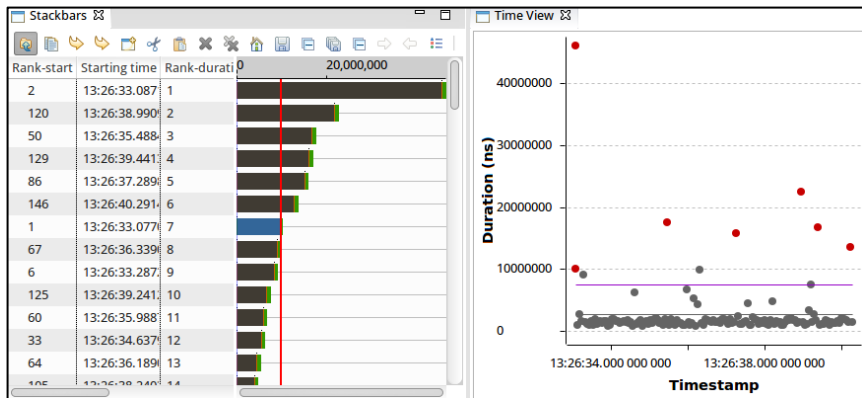 Stackbars
Rank-start Starting time Rank-durati 0 20,000,000
2 13:26:33.087 1
120 13:26:38.990 2
50 13:26:35.488 3
129 13:26:39.441 4
86 13:26:37.289 5
146 13:26:40.291 6
1 13:26:33.077 7
67 13:26:36.339 8
6 13:26:33.287 9
125 13:26:39.241 10
60 13:26:35.988 11
33 13:26:34.637 12
64 13:26:36.189 13
Time View
Duration (ns)
40000000
30000000
20000000
10000000
0
13:26:34.000 000 000 13:26:38.000 000 000
Timestamp